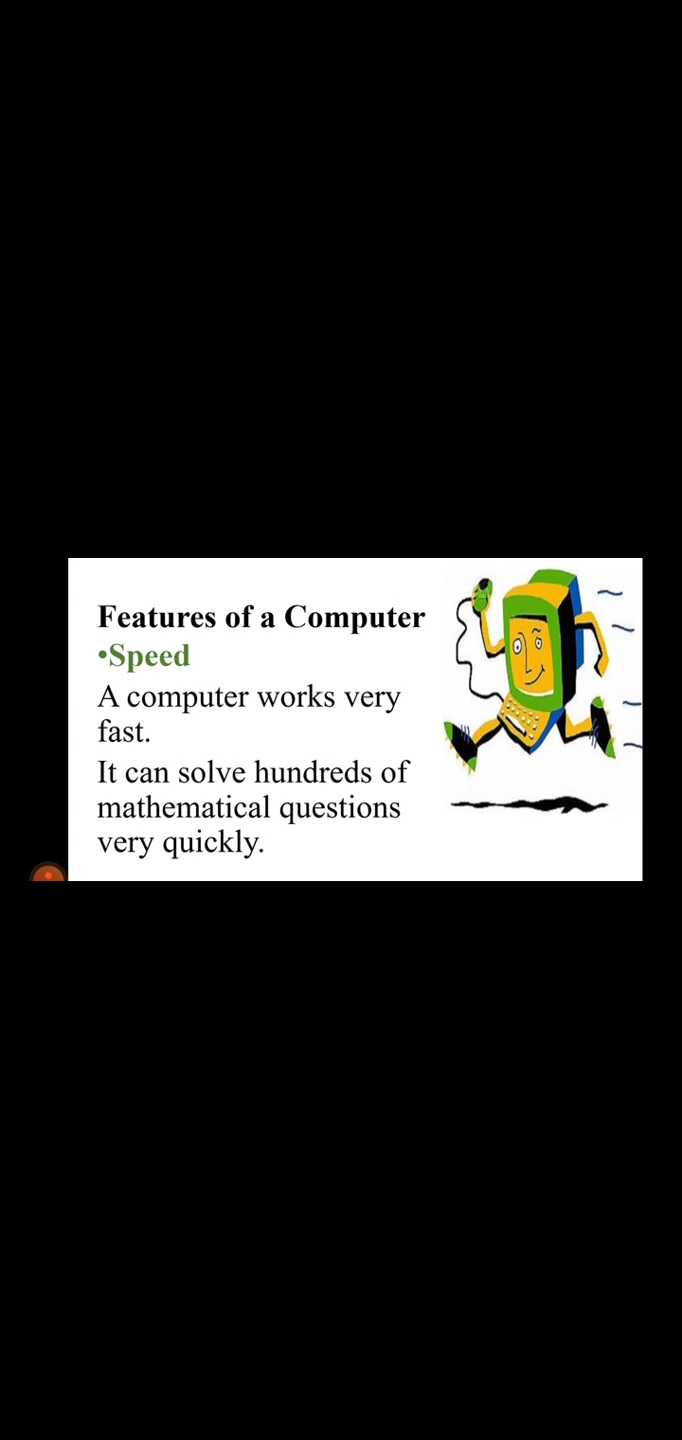 Features of a Computer
•Speed
A computer works very
fast.
It can solve hundreds of
mathematical questions
very quickly.